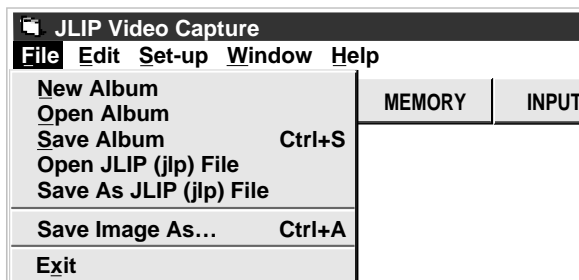 JLIP Video Capture
File Edit Set-up Window Help
New Album
Open Album
Save Album Ctrl+S
Open JLIP (jlp) File
Save As JLIP (jlp) File
Save Image As... Ctrl+A
Exit
MEMORY INPUT